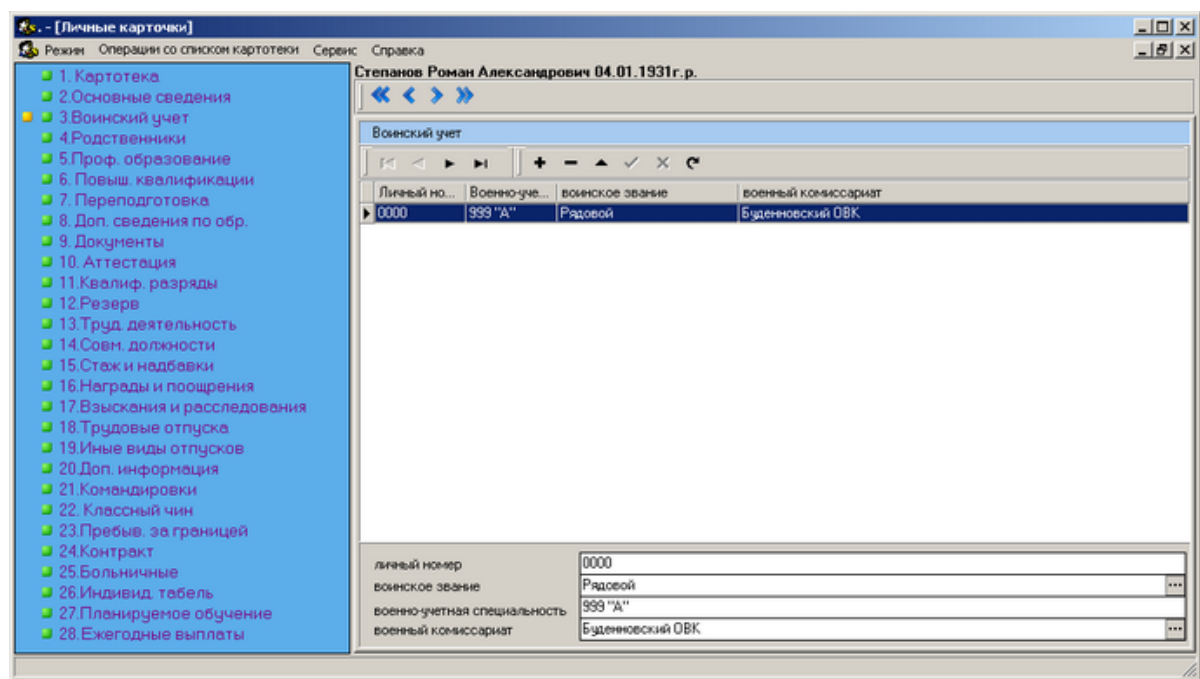 . - [Личные карточки]
Режим Операции со списком картотеки Сервис Справка
1. Картотека
2.Основные сведения
3.Воинский учет
4.Родственники
5.Проф. образование
6. Повыш. квалификации
7. Переподготовка
8. Доп. сведения по обр.
9. Документы
10. Аттестация
11.Квалиф. разряды
12.Резерв
13.Труд. деятельность
14.Совм. должности
15.Стаж и надбавки
16.Награды и поощрения
17.Взыскания и расследования
18.Трудовые отпуска
19.Иные виды отпусков
20.Доп. информация
21.Командировки
22. Классный чин
23.Пребыв. за границей
24.Контракт
25.Больничные
26.Индивид. табель
27.Планируемое обучение
28.Ежегодные выплаты
Степанов Роман Александрович 04.01.1931г.р.
Воинский учет
Личный но... Военно-уче... воинское звание военный комиссариат
0000 999 "А" Рядовой Буденновский ОВК
личный номер 0000
воинское звание Рядовой ...
военно-учетная специальность 999 "А"
военный комиссариат Буденновский ОВК ...